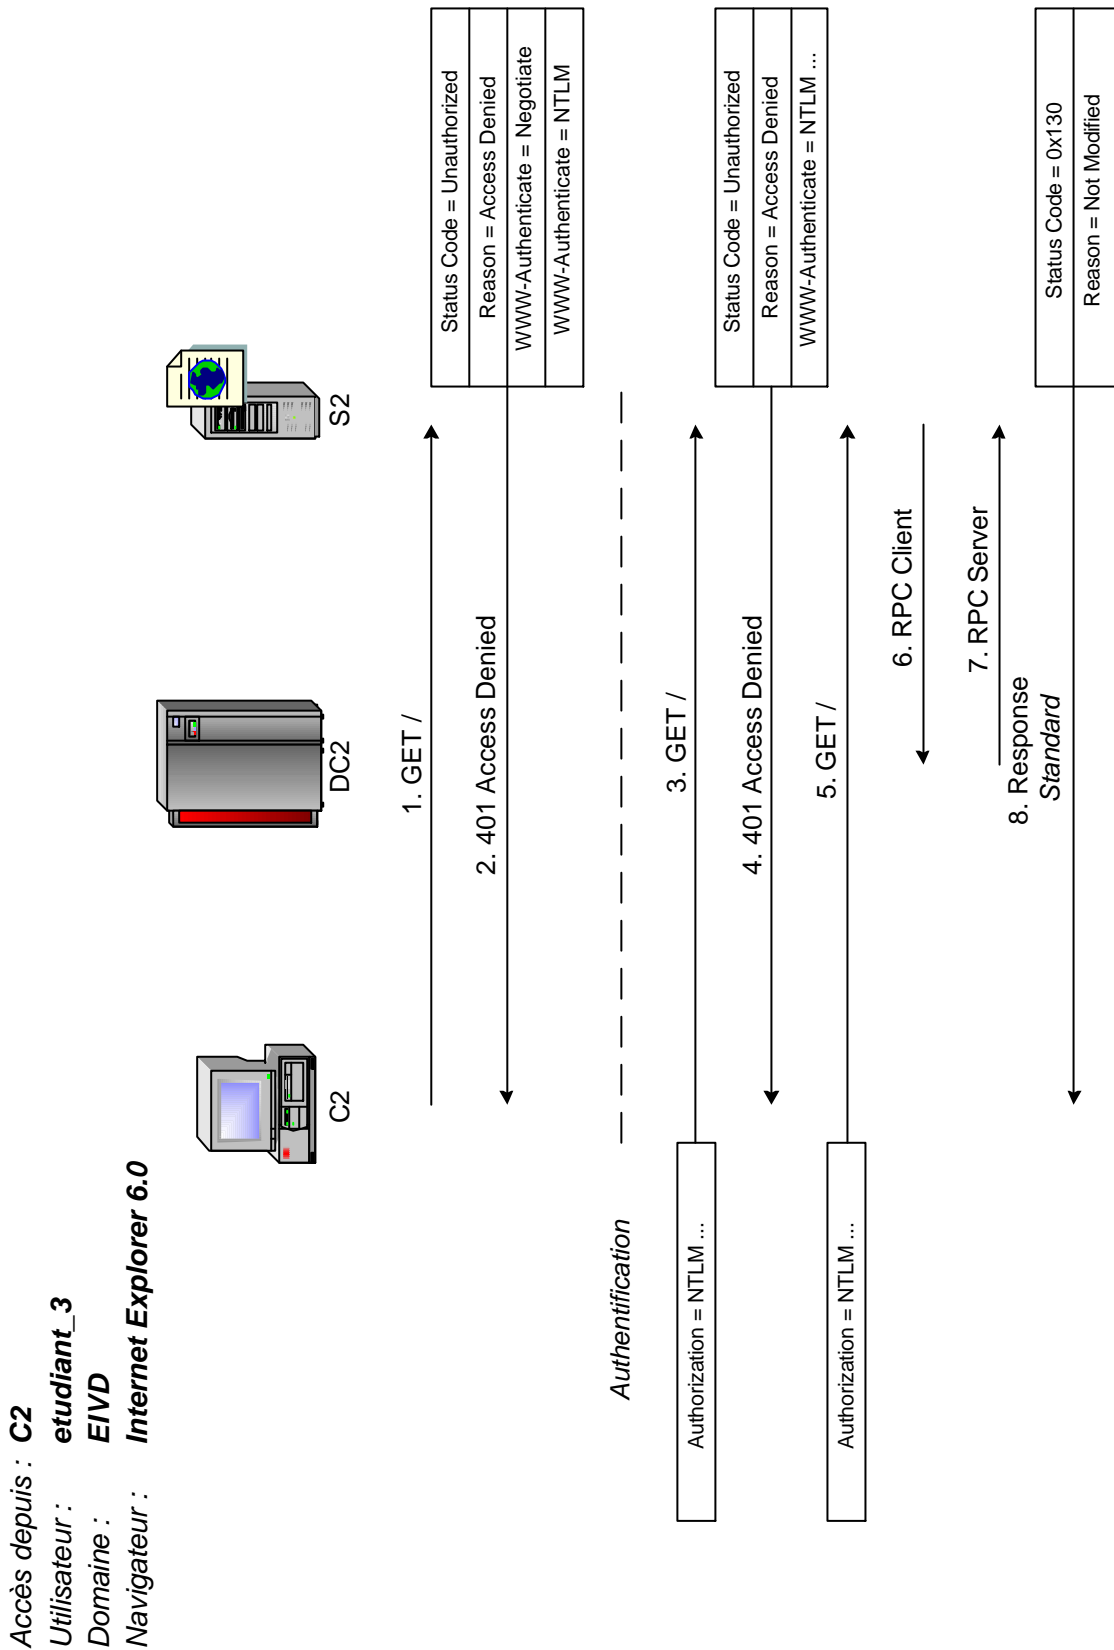 Accès depuis : C2
Utilisateur : etudiant_3
Domaine : EIVD
Navigateur : Internet Explorer 6.0
C2
DC2
S2
1. GET /
2. 401 Access Denied
Status Code = Unauthorized
Reason = Access Denied
WWW-Authenticate = Negotiate
WWW-Authenticate = NTLM
Authentification
Authorization = NTLM ...
3. GET /
4. 401 Access Denied
Status Code = Unauthorized
Reason = Access Denied
WWW-Authenticate = NTLM ...
Authorization = NTLM ...
5. GET /
6. RPC Client
7. RPC Server
8. Response
Standard
Status Code = 0x130
Reason = Not Modified